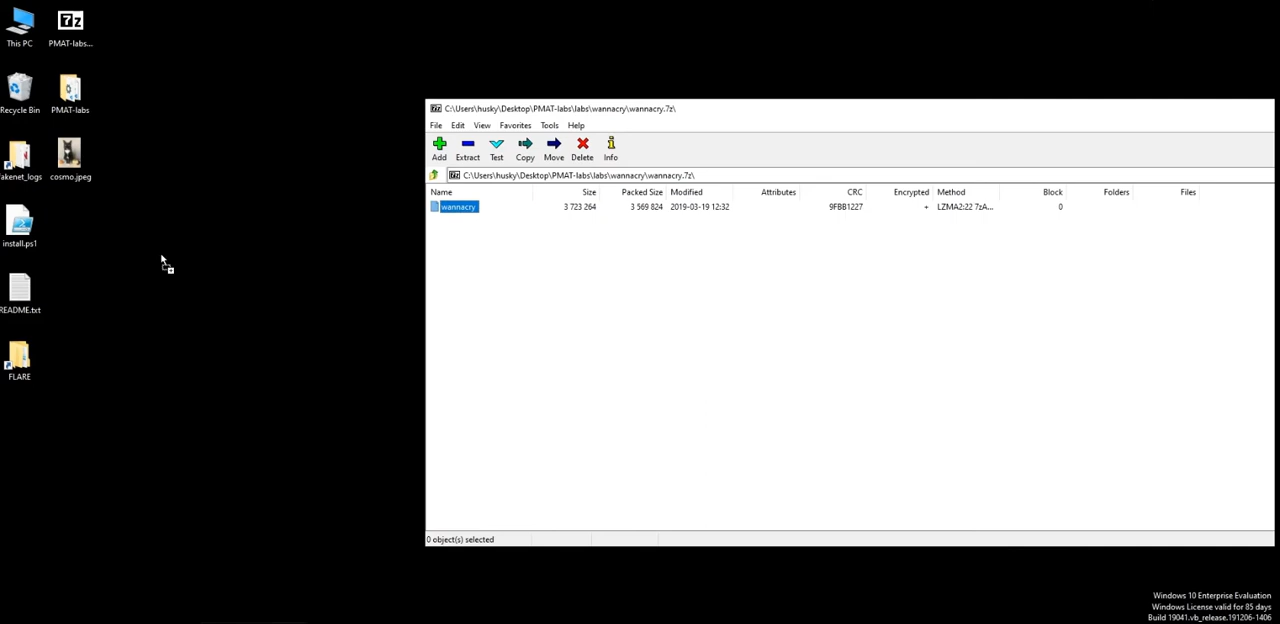 This PC
PMAT-labs...
Recycle Bin
PMAT-labs
akenet_logs
cosmo.jpeg
install.ps1
README.txt
FLARE
7z
7z C:\Users\husky\Desktop\PMAT-labs\labs\wannacry\wannacry.7z\
File Edit View Favorites Tools Help
Add Extract Test Copy Move Delete Info
7z C:\Users\husky\Desktop\PMAT-labs\labs\wannacry\wannacry.7z\
Name Size Packed Size Modified Attributes CRC Encrypted Method Block Folders Files
wannacry 3 723 264 3 569 824 2019-03-19 12:32 9FBB1227 + LZMA2:22 7zA... 0
0 object(s) selected
Windows 10 Enterprise Evaluation
Windows License valid for 85 days
Build 19041.vb_release.191206-1406